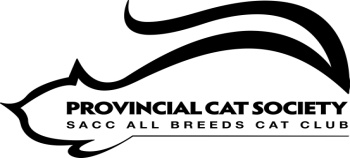 PROVINCIAL CAT SOCIETY
SACC ALL BREEDS CAT CLUB